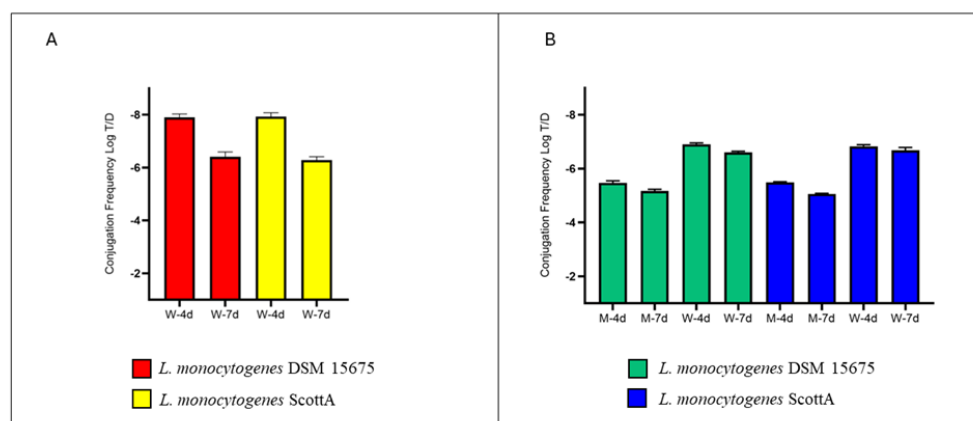 A
Conjugation Frequency Log T/D
-8
-6
-4
-2
W-4d W-7d W-4d W-7d
L. monocytogenes DSM 15675
L. monocytogenes ScottA
B
Conjugation Frequency Log T/D
-8
-6
-4
-2
M-4d M-7d W-4d W-7d M-4d M-7d W-4d W-7d
L. monocytogenes DSM 15675
L. monocytogenes ScottA